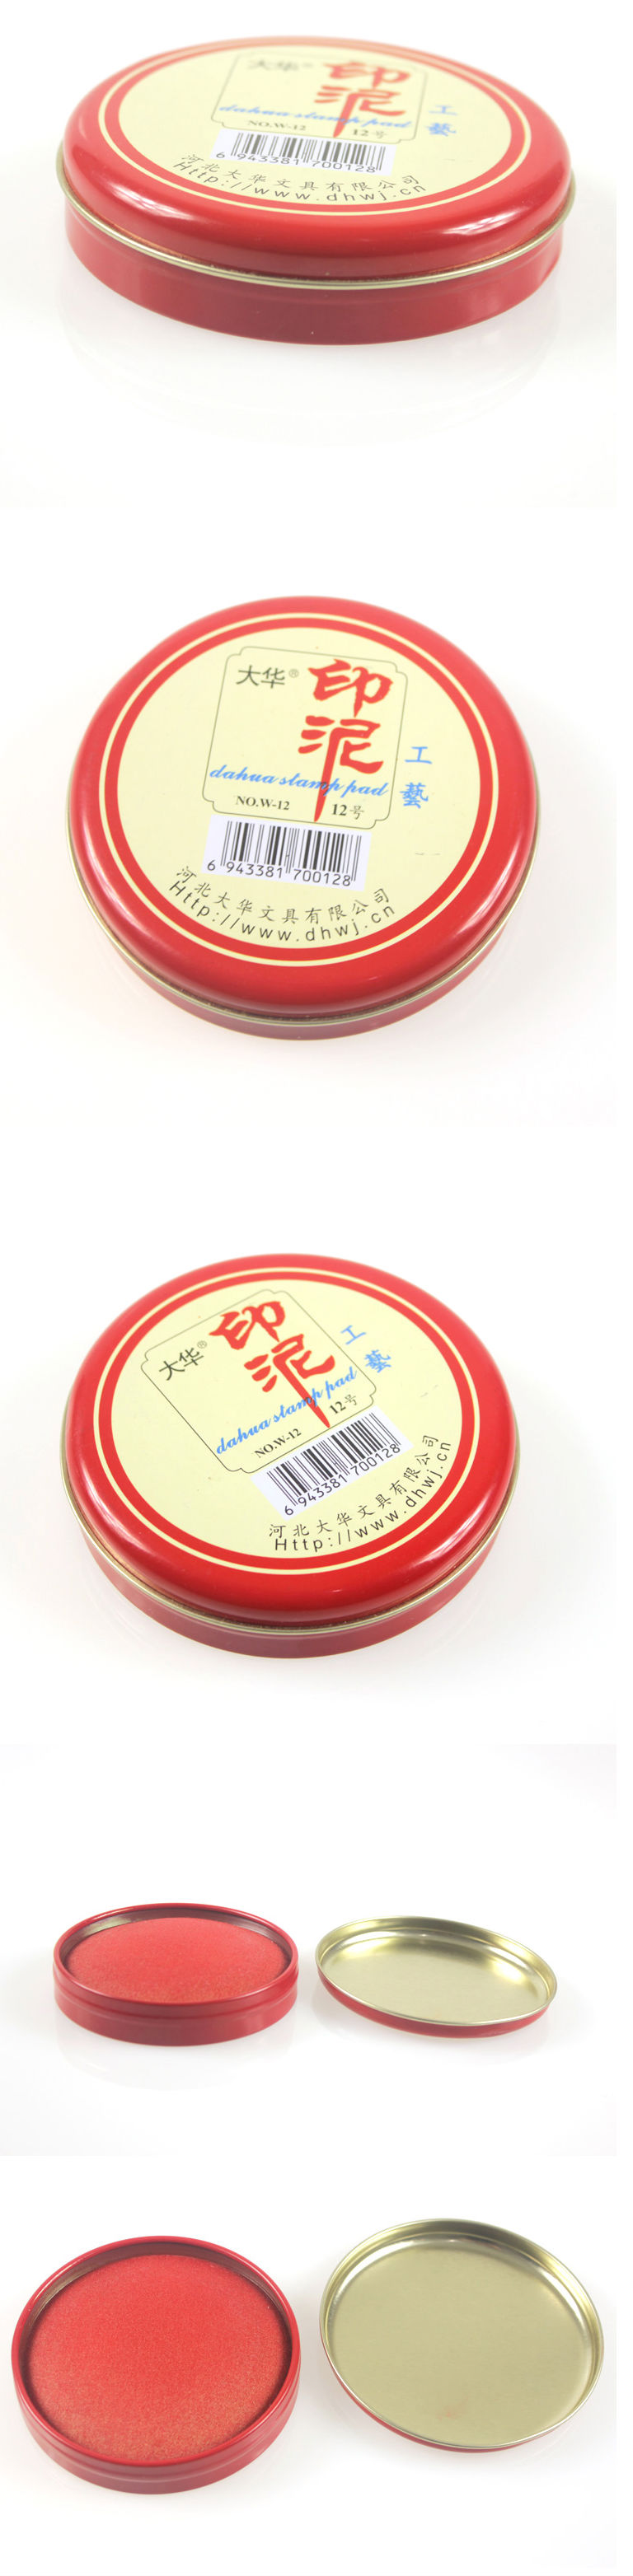 大华®
印泥
工藝
dahua stamp pad
NO.W-12 12号
6 943381 700128
河北大华文具有限公司
Http://www.dhwj.cn
大华®
印泥
工藝
dahua stamp pad
NO.W-12 12号
6 943381 700128
河北大华文具有限公司
Http://www.dhwj.cn
大华®
印泥
工藝
dahua stamp pad
NO.W-12 12号
6 943381 700128
河北大华文具有限公司
Http://www.dhwj.cn